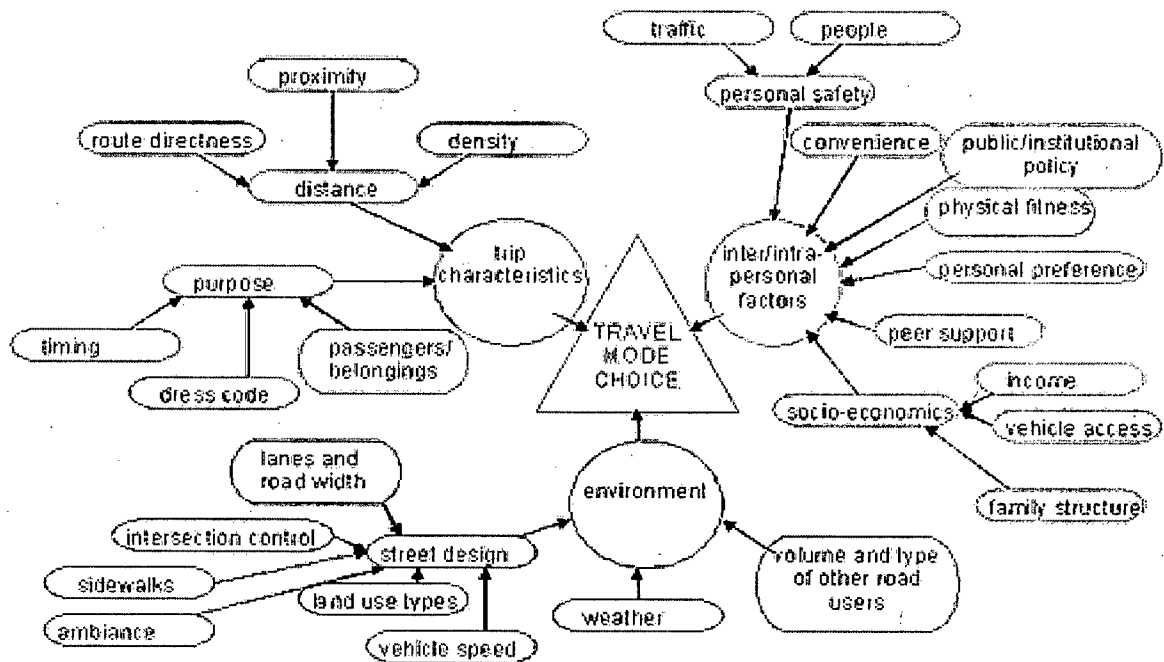 traffic
people
proximity
personal safety
route directness
density
convenience
public/institutional
policy
distance
physical fitness
trip
characteristics
inter/intra-
personal
factors
purpose
personal preference
timing
passengers/
belongings
TRAVEL
MODE
CHOICE
peer support
dress code
income
socio-economics
vehicle access
lanes and
road width
environment
family structure
intersection control
street design
volume and type
of other road
users
sidewalks
land use types
weather
ambiance
vehicle speed